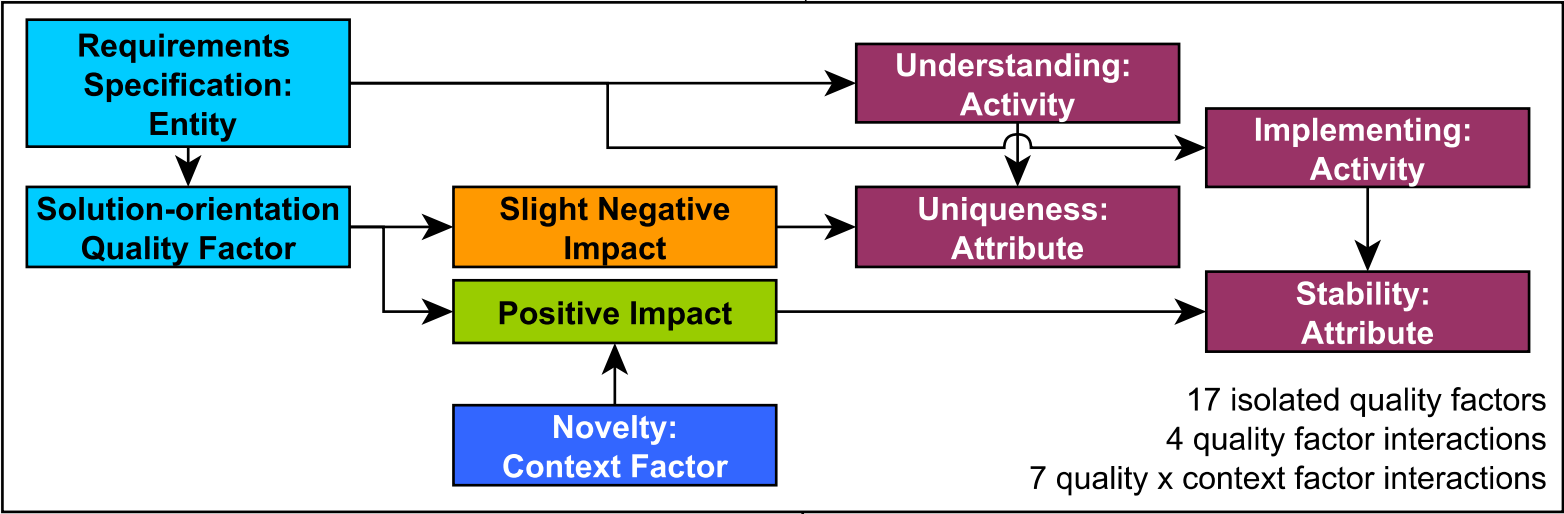 Requirements
Specification:
Entity
Understanding:
Activity
Implementing:
Activity
Solution-orientation
Quality Factor
Slight Negative
Impact
Uniqueness:
Attribute
Positive Impact
Stability:
Attribute
Novelty:
Context Factor
17 isolated quality factors
4 quality factor interactions
7 quality x context factor interactions